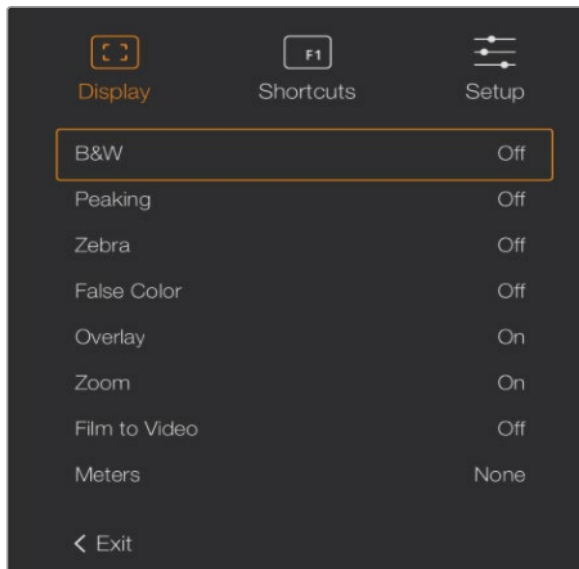 F1
Display Shortcuts Setup
B&W Off
Peaking Off
Zebra Off
False Color Off
Overlay On
Zoom On
Film to Video Off
Meters None
< Exit